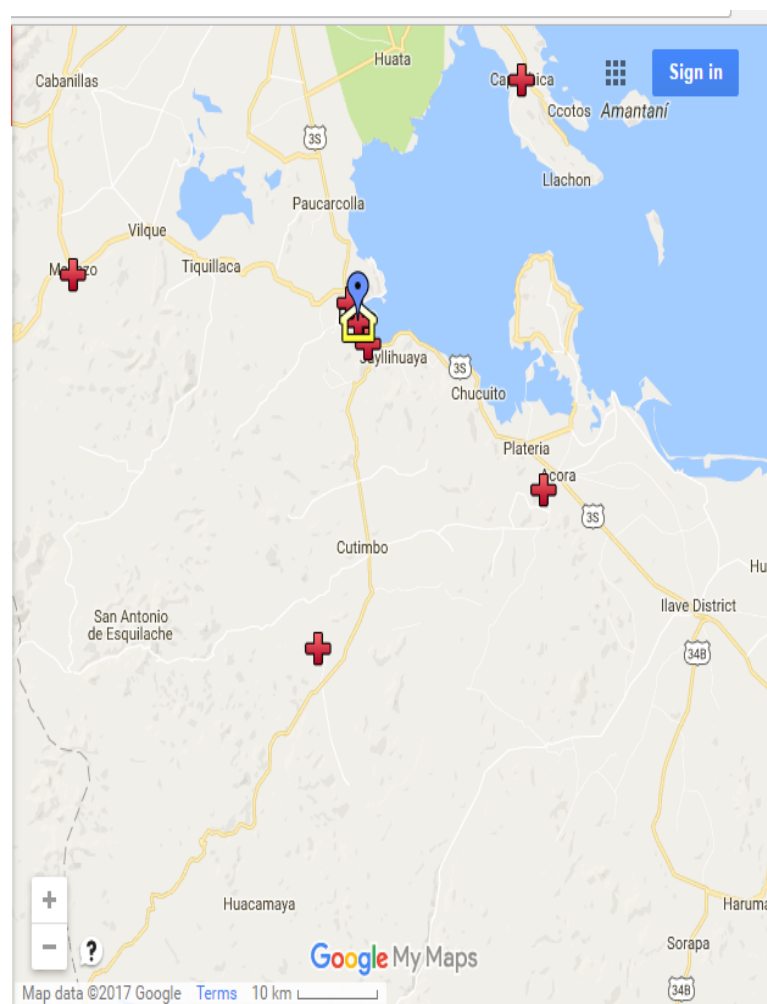 Huata
Sign in
Cabanillas
Ccotos
Amantaní
3S
Llachon
Paucarcolla
Vilque
Tiquillaca
3S
Chucuito
Plateria
Acora
3S
Cutimbo
Ilave District
San Antonio
de Esquilache
34B
Huacamaya
Sorapa
Google My Maps
34B
Map data ©2017 Google Terms 10 km